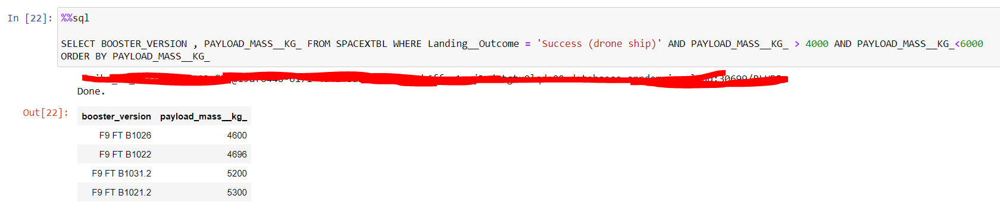 In [22]: %%sql
SELECT BOOSTER_VERSION , PAYLOAD_MASS__KG_ FROM SPACEXTBL WHERE Landing__Outcome = 'Success (drone ship)' AND PAYLOAD_MASS__KG_ > 4000 AND PAYLOAD_MASS__KG_<6000
ORDER BY PAYLOAD_MASS__KG_
Done.
Out[22]:
booster_version payload_mass__kg_
F9 FT B1026 4600
F9 FT B1022 4696
F9 FT B1031.2 5200
F9 FT B1021.2 5300